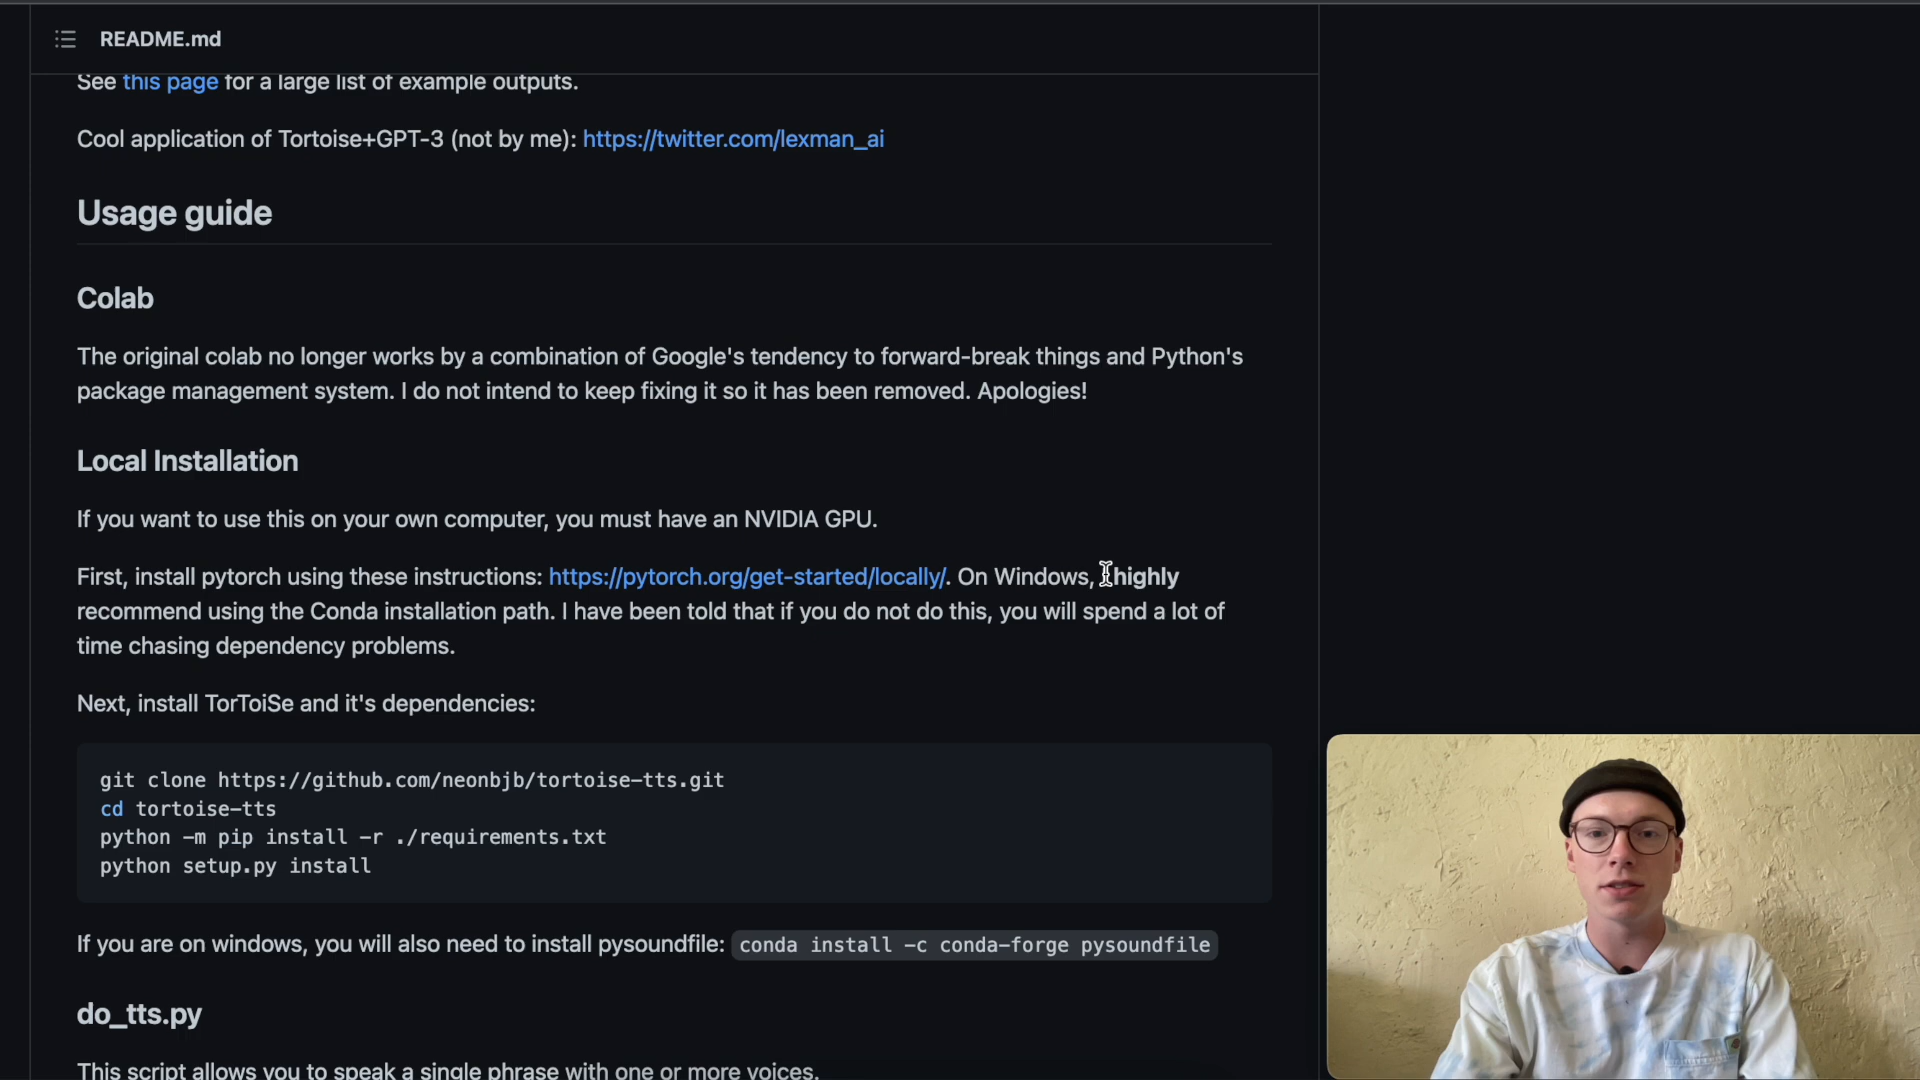 README.md
See this page for a large list of example outputs.
Cool application of Tortoise+GPT-3 (not by me): https://twitter.com/lexman_ai
Usage guide
Colab
The original colab no longer works by a combination of Google's tendency to forward-break things and Python's
package management system. I do not intend to keep fixing it so it has been removed. Apologies!
Local Installation
If you want to use this on your own computer, you must have an NVIDIA GPU.
First, install pytorch using these instructions: https://pytorch.org/get-started/locally/. On Windows, I highly
recommend using the Conda installation path. I have been told that if you do not do this, you will spend a lot of
time chasing dependency problems.
Next, install TorToiSe and it's dependencies:
git clone https://github.com/neonbjb/tortoise-tts.git
cd tortoise-tts
python -m pip install -r ./requirements.txt
python setup.py install
If you are on windows, you will also need to install pysoundfile: conda install -c conda-forge pysoundfile
do_tts.py
This script allows you to speak a single phrase with one or more voices.